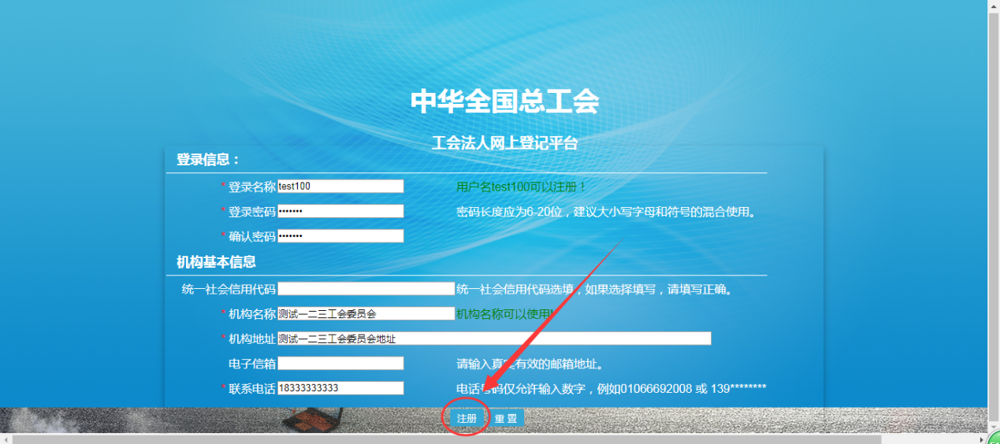 中华全国总工会
工会法人网上登记平台
登录信息：
* 登录名称 test100 用户名test100可以注册！
* 登录密码 ••••••• 密码长度应为6-20位，建议大小写字母和符号的混合使用。
* 确认密码 •••••••
机构基本信息
统一社会信用代码 统一社会信用代码选填，如果选择填写，请填写正确。
* 机构名称 测试一二三工会委员会 机构名称可以使用!
* 机构地址 测试一二三工会委员会地址
电子信箱 请输入真实有效的邮箱地址。
* 联系电话 18333333333 电话号码仅允许输入数字，例如01066692008 或 139********
注册 重置